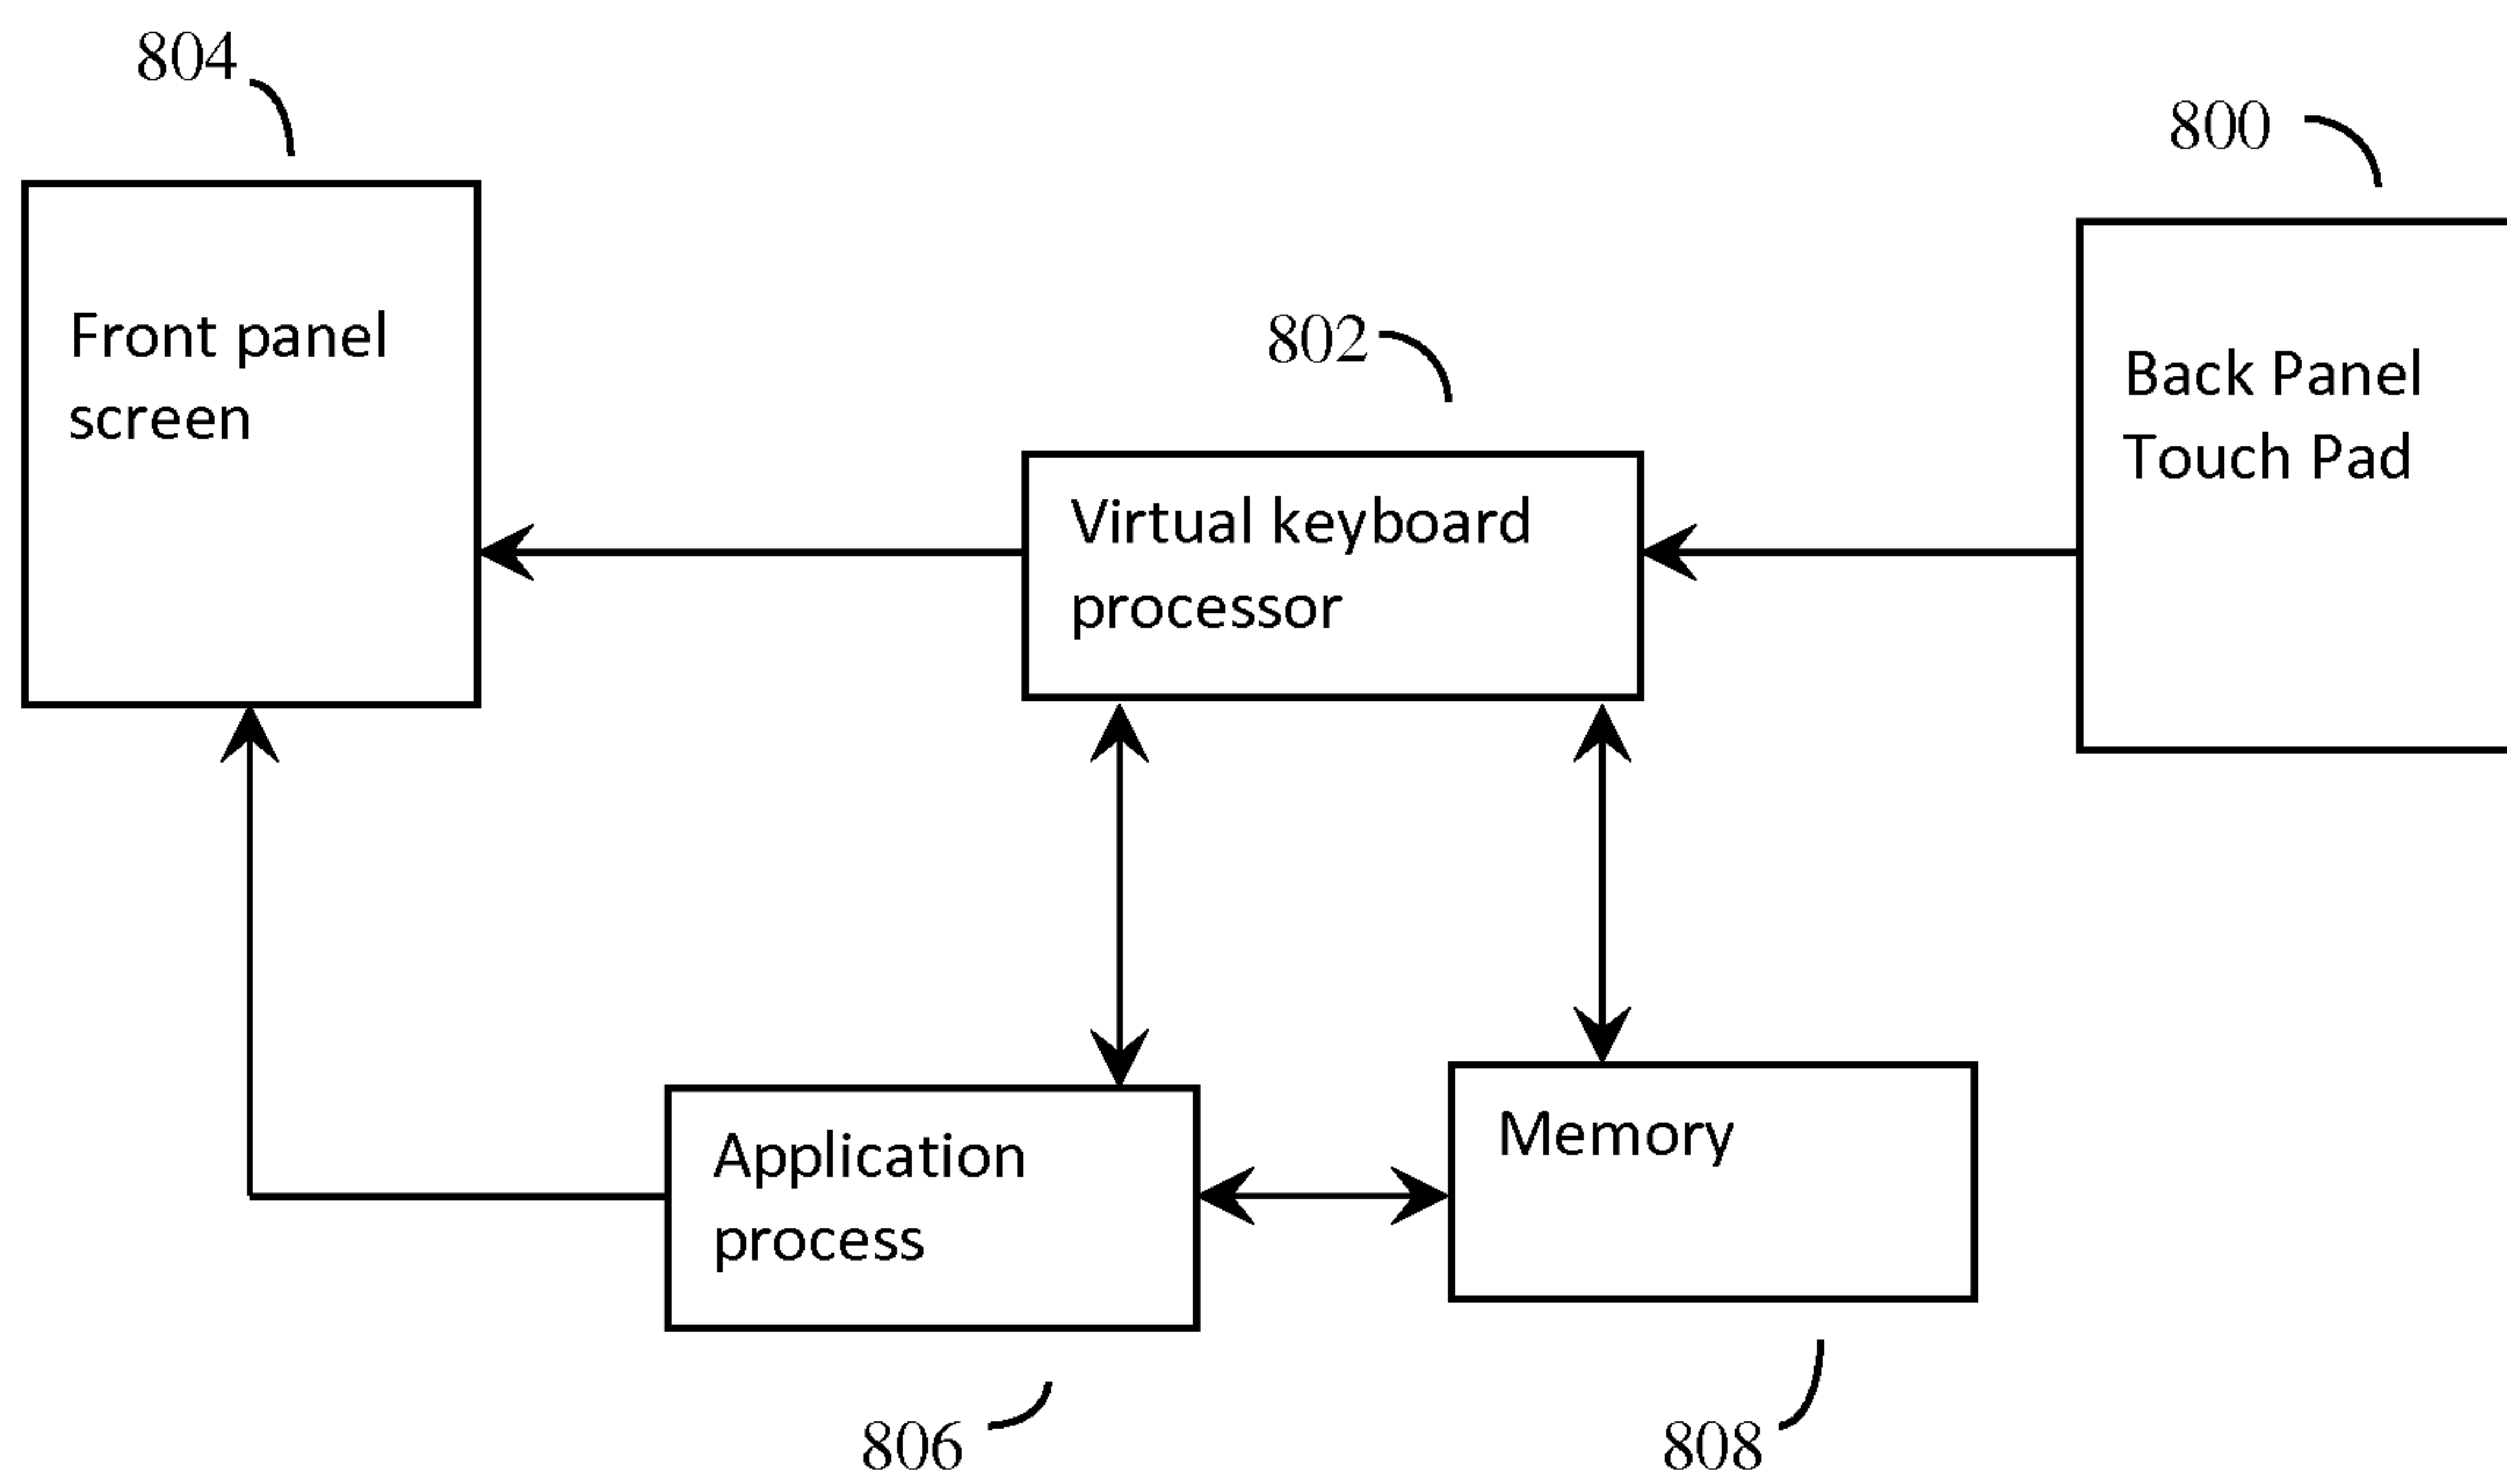 804
800
Front panel
screen
802
Back Panel
Touch Pad
Virtual keyboard
processor
Application
process
Memory
806
808